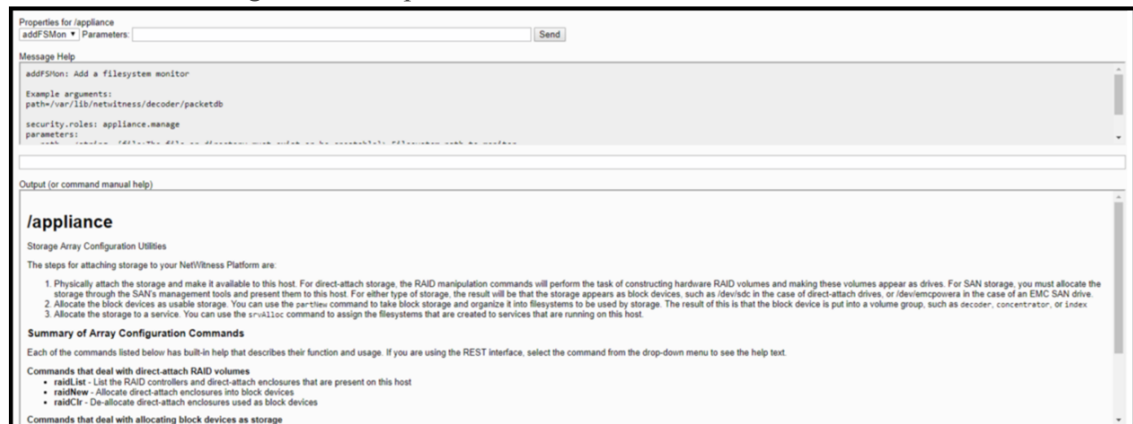 Properties for /appliance
addFSMon Parameters: Send
Message Help
addFSMon: Add a filesystem monitor
Example arguments:
path=/var/lib/netwitness/decoder/packetdb
security.roles: appliance.manage
parameters:
Output (or command manual help)
/appliance
Storage Array Configuration Utilities
The steps for attaching storage to your NetWitness Platform are:
1. Physically attach the storage and make it available to this host. For direct-attach storage, the RAID manipulation commands will perform the task of constructing hardware RAID volumes and making these volumes appear as drives. For SAN storage, you must allocate the
storage through the SAN's management tools and present them to this host. For either type of storage, the result will be that the storage appears as block devices, such as /dev/sdc in the case of direct-attach drives, or /dev/emcpowera in the case of an EMC SAN drive.
2. Allocate the block devices as usable storage. You can use the partNew command to take block storage and organize it into filesystems to be used by storage. The result of this is that the block device is put into a volume group, such as decoder, concentrator, or index
3. Allocate the storage to a service. You can use the srvAlloc command to assign the filesystems that are created to services that are running on this host.
Summary of Array Configuration Commands
Each of the commands listed below has built-in help that describes their function and usage. If you are using the REST interface, select the command from the drop-down menu to see the help text.
Commands that deal with direct-attach RAID volumes
• raidList - List the RAID controllers and direct-attach enclosures that are present on this host
• raidNew - Allocate direct-attach enclosures into block devices
• raidClr - De-allocate direct-attach enclosures used as block devices
Commands that deal with allocating block devices as storage